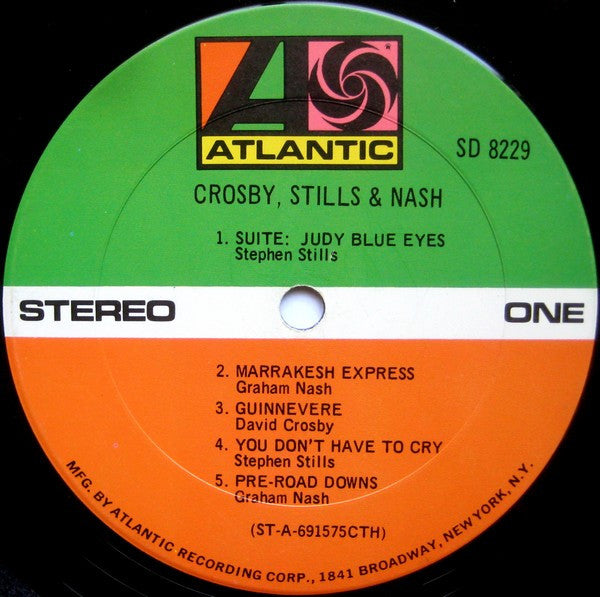 ATLANTIC
SD 8229
CROSBY, STILLS & NASH
1. SUITE: JUDY BLUE EYES
Stephen Stills
STEREO ONE
2. MARRAKESH EXPRESS
Graham Nash
3. GUINNEVERE
David Crosby
4. YOU DON'T HAVE TO CRY
Stephen Stills
5. PRE-ROAD DOWNS
Graham Nash
(ST-A-691575CTH)
MFG. BY ATLANTIC RECORDING CORP., 1841 BROADWAY, NEW YORK, N.Y.